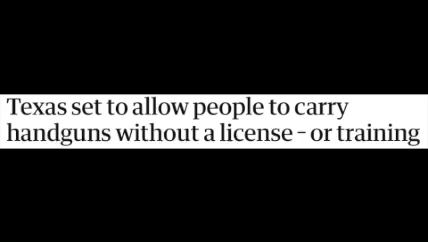 Texas set to allow people to carry
handguns without a license – or training